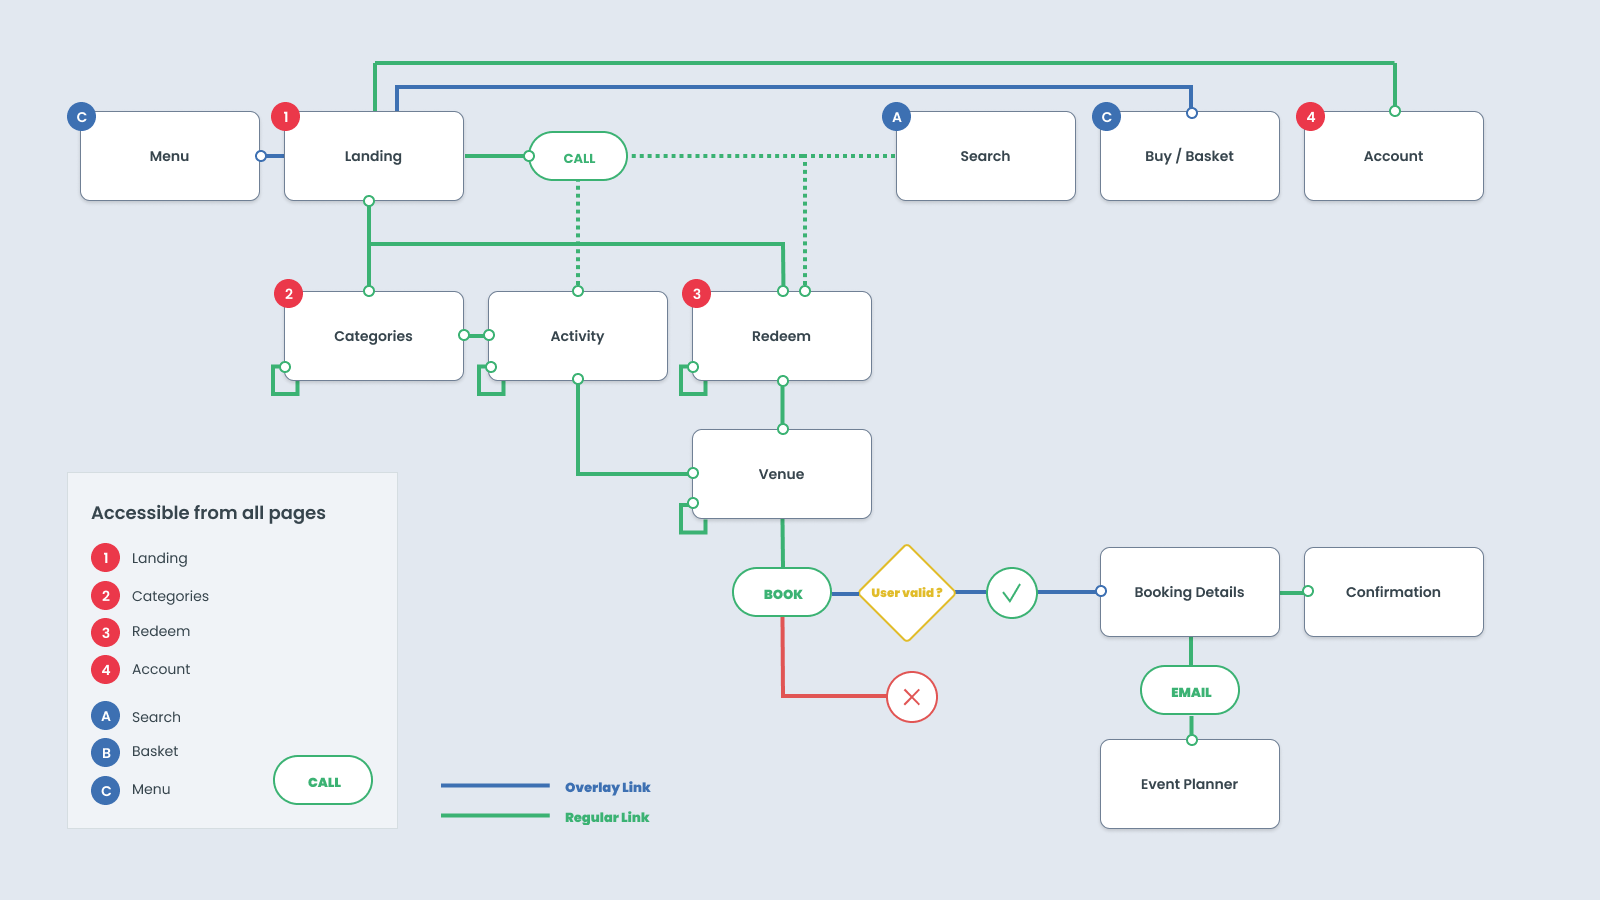 C
Menu
1
Landing
CALL
A
Search
C
Buy / Basket
4
Account
2
Categories
Activity
3
Redeem
Venue
BOOK
User valid ?
Booking Details
Confirmation
EMAIL
Event Planner
Accessible from all pages
1 Landing
2 Categories
3 Redeem
4 Account
A Search
B Basket
C Menu
CALL
Overlay Link
Regular Link